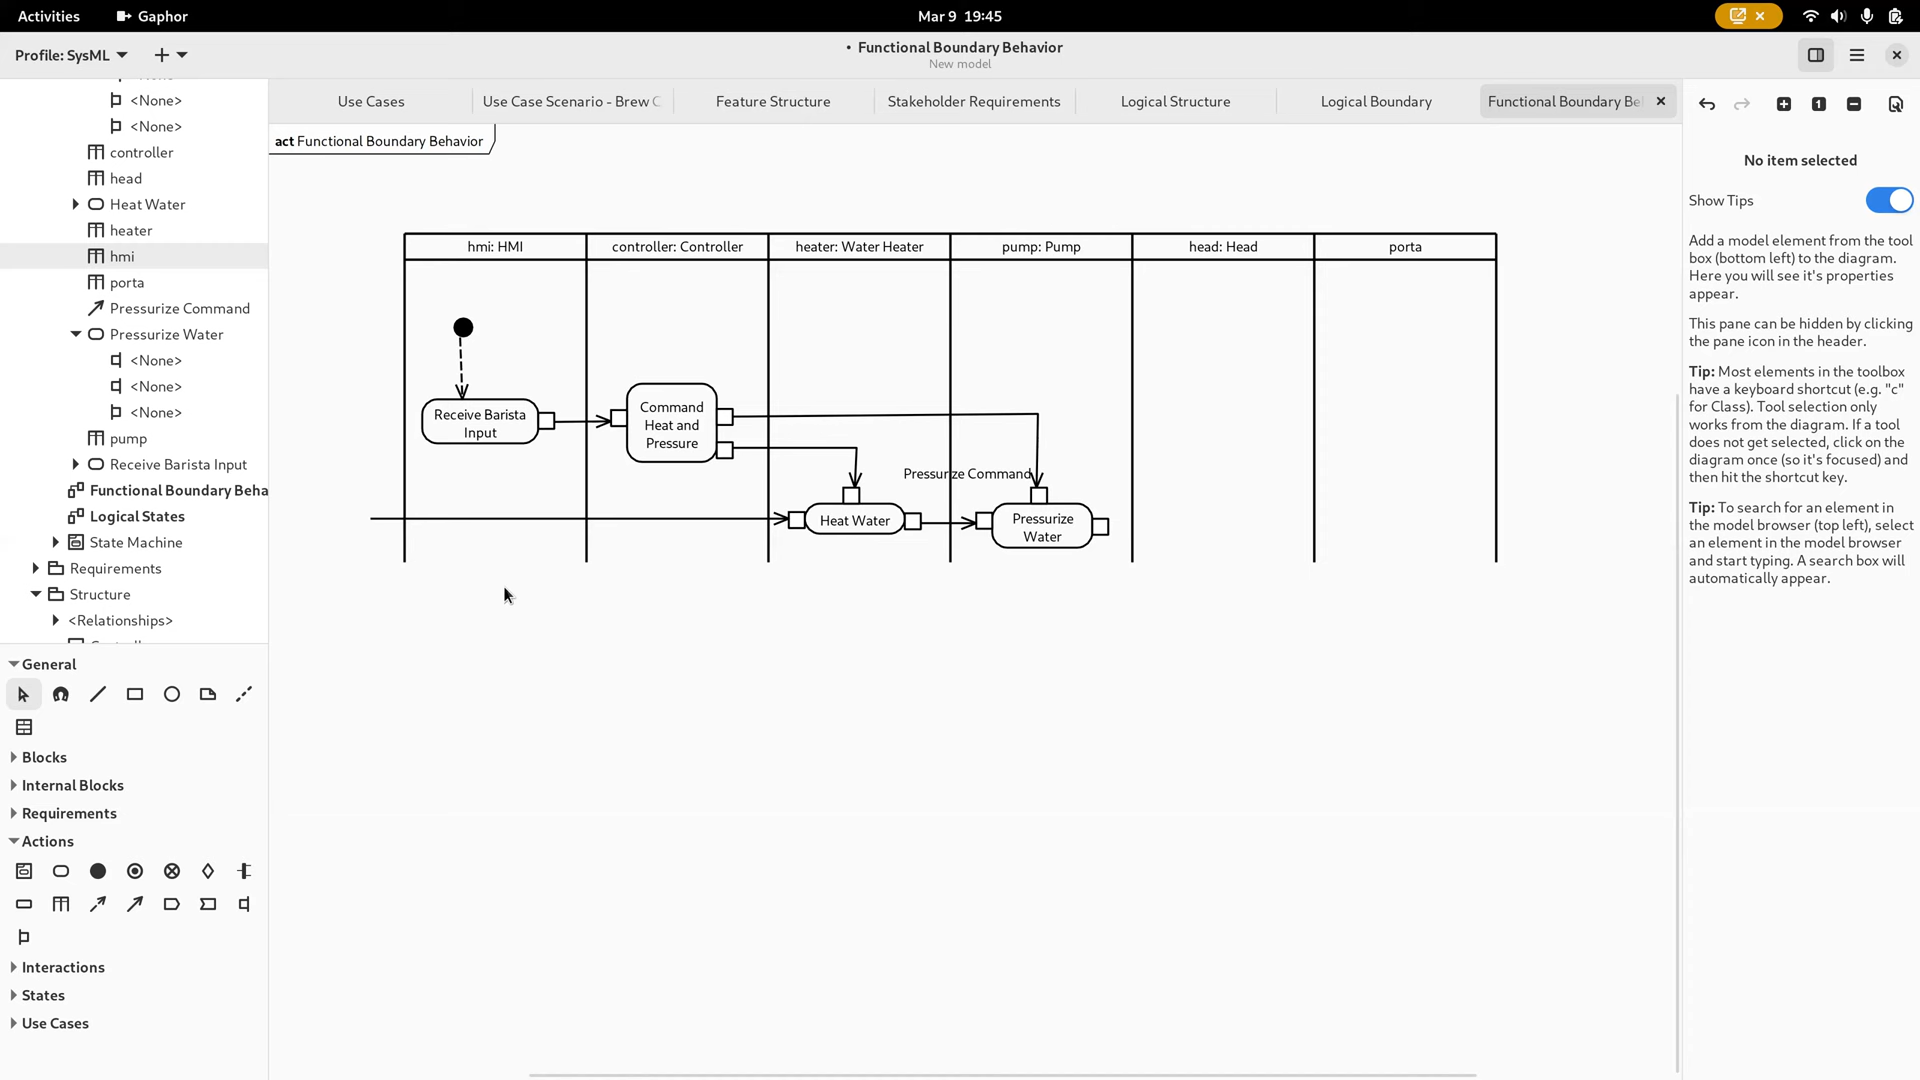 Activities
Gaphor
Mar 9 19:45
Profile: SysML
• Functional Boundary Behavior
New model
<None>
<None>
controller
head
Heat Water
heater
hmi
porta
Pressurize Command
Pressurize Water
<None>
<None>
<None>
pump
Receive Barista Input
Functional Boundary Beha
Logical States
State Machine
Requirements
Structure
<Relationships>
General
Blocks
Internal Blocks
Requirements
Actions
Interactions
States
Use Cases
Use Cases
Use Case Scenario - Brew C
Feature Structure
Stakeholder Requirements
Logical Structure
Logical Boundary
Functional Boundary Be
act Functional Boundary Behavior
hmi: HMI
controller: Controller
heater: Water Heater
pump: Pump
head: Head
porta
Receive Barista
Input
Command
Heat and
Pressure
Pressurize Command
Heat Water
Pressurize
Water
No item selected
Show Tips
Add a model element from the tool
box (bottom left) to the diagram.
Here you will see it's properties
appear.
This pane can be hidden by clicking
the pane icon in the header.
Tip: Most elements in the toolbox
have a keyboard shortcut (e.g. "c"
for Class). Tool selection only
works from the diagram. If a tool
does not get selected, click on the
diagram once (so it's focused) and
then hit the shortcut key.
Tip: To search for an element in
the model browser (top left), select
an element in the model browser
and start typing. A search box will
automatically appear.